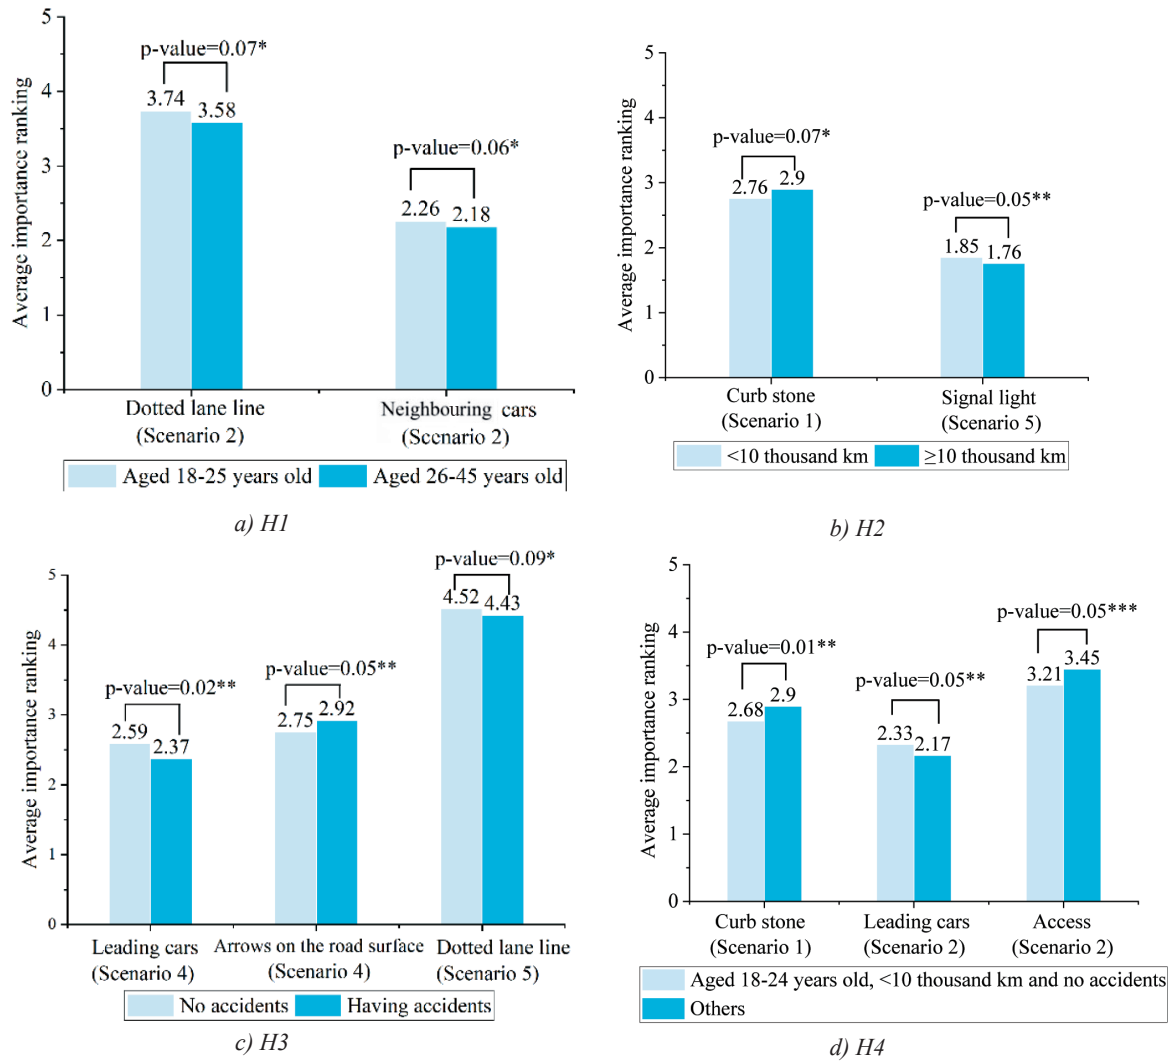 Average importance ranking
5
4
3
2
1
0
p-value=0.07*
3.74
3.58
p-value=0.06*
2.26
2.18
Dotted lane line
(Scenario 2)
Neighbouring cars
(Scenario 2)
Aged 18-25 years old
Aged 26-45 years old
a) H1
Average importance ranking
5
4
3
2
1
0
p-value=0.07*
2.76
2.9
p-value=0.05**
1.85
1.76
Curb stone
(Scenario 1)
Signal light
(Scenario 5)
<10 thousand km
≥10 thousand km
b) H2
Average importance ranking
5
4
3
2
1
0
p-value=0.02**
2.59
2.37
p-value=0.05**
2.75
2.92
p-value=0.09*
4.52
4.43
Leading cars
(Scenario 4)
Arrows on the road surface
(Scenario 4)
Dotted lane line
(Scenario 5)
No accidents
Having accidents
c) H3
Average importance ranking
5
4
3
2
1
0
p-value=0.01**
2.68
2.9
p-value=0.05**
2.33
2.17
p-value=0.05***
3.21
3.45
Curb stone
(Scenario 1)
Leading cars
(Scenario 2)
Access
(Scenario 2)
Aged 18-24 years old, <10 thousand km and no accidents
Others
d) H4